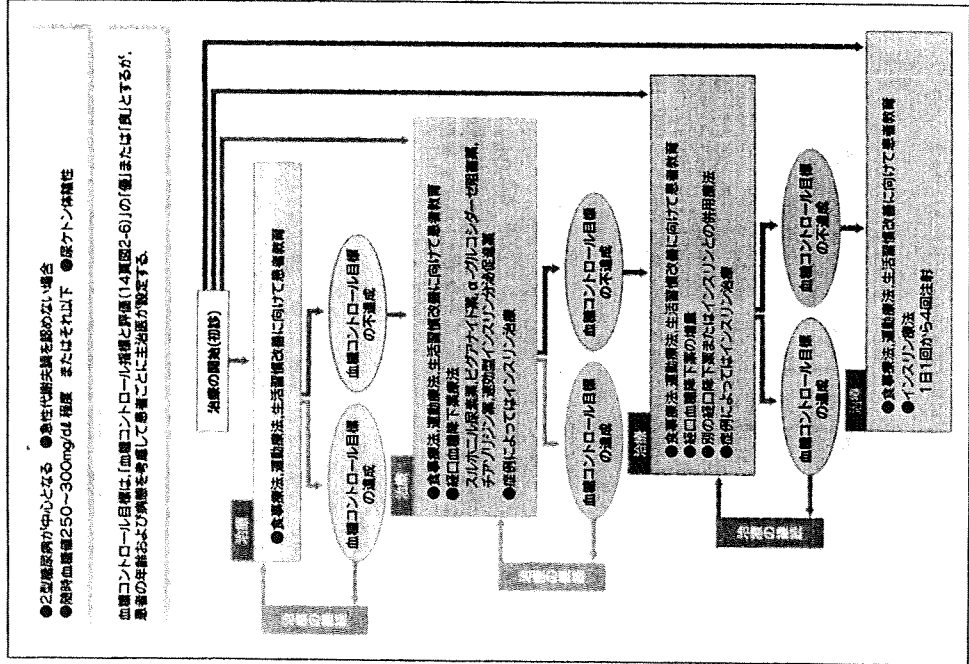 ●2型糖尿病が中心となる ●急性代謝失調を認めない場合
●随時血糖値250～300mg/dℓ 程度 またはそれ以下 ●尿ケトン体陰性
血糖コントロール目標は、「血糖コントロール指標と評価（14頁図2-6）」の「優」または「良」とするが、
患者の年齢および病態を考慮して患者ごとに主治医が設定する.
治療の開始(初診)
治療
●食事療法，運動療法，生活習慣改善に向けて患者教育
血糖コントロール目標
の達成
血糖コントロール目標
の不達成
治療の継続
治療
●食事療法，運動療法，生活習慣改善に向けて患者教育
●経口血糖降下薬療法
スルホニル尿素薬，ビグアナイド薬，α-グルコシダーゼ阻害薬，
チアゾリジン薬，速効型インスリン分泌促進薬
●症例によってはインスリン治療
血糖コントロール目標
の達成
血糖コントロール目標
の不達成
治療の継続
治療
●食事療法，運動療法，生活習慣改善に向けて患者教育
●経口血糖降下薬の増量
●別の経口降下薬またはインスリンとの併用療法
●症例によってはインスリン治療
血糖コントロール目標
の達成
血糖コントロール目標
の不達成
治療の継続
治療
●食事療法，運動療法，生活習慣改善に向けて患者教育
●インスリン療法
1日1回から4回注射